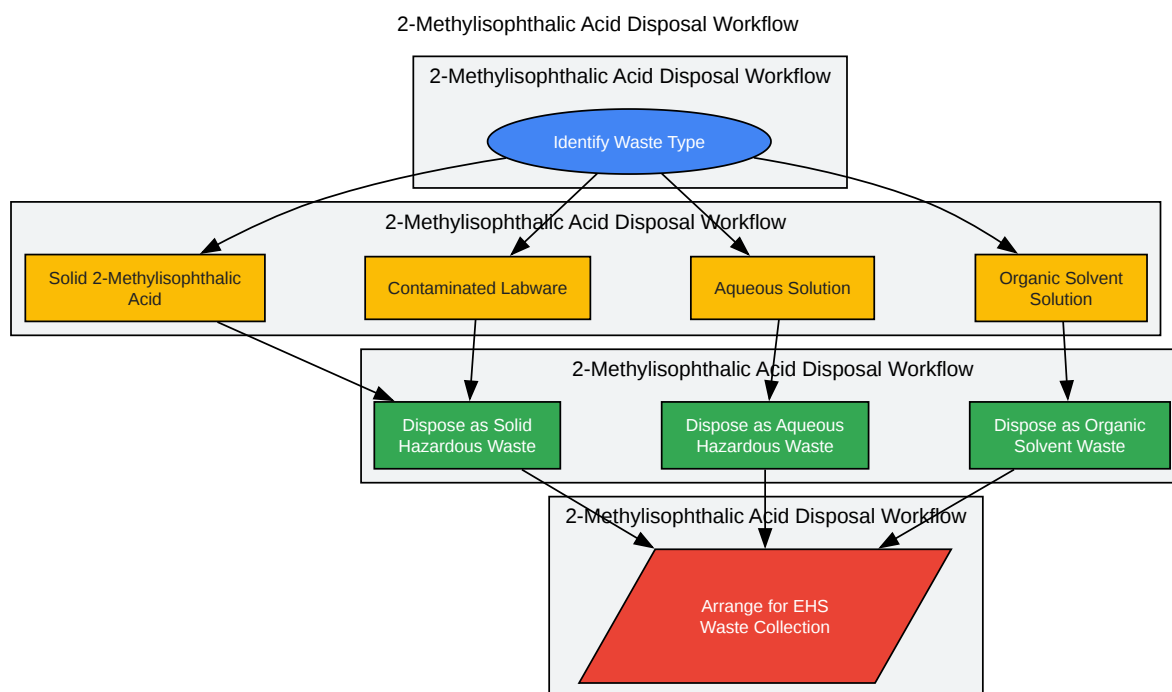 2-Methylisophthalic Acid Disposal Workflow
2-Methylisophthalic Acid Disposal Workflow
Identify Waste Type
2-Methylisophthalic Acid Disposal Workflow
Solid 2-Methylisophthalic
Acid
Contaminated Labware
Aqueous Solution
Organic Solvent
Solution
2-Methylisophthalic Acid Disposal Workflow
Dispose as Solid
Hazardous Waste
Dispose as Aqueous
Hazardous Waste
Dispose as Organic
Solvent Waste
2-Methylisophthalic Acid Disposal Workflow
Arrange for EHS
Waste Collection